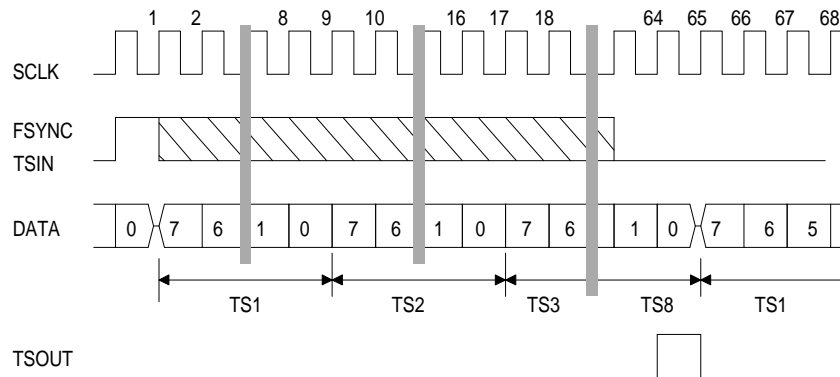 1 2 8 9 10 16 17 18 64 65 66 67 68
SCLK
FSYNC
TSIN
DATA 0 7 6 1 0 7 6 1 0 7 6 1 0 7 6 5
TS1 TS2 TS3 TS8 TS1
TSOUT